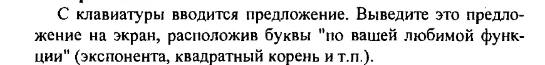 С клавиатуры вводится предложение. Выведите это предло-
жение на экран, расположив буквы "по вашей любимой функ-
ции" (экспонента, квадратный корень и т.п.).